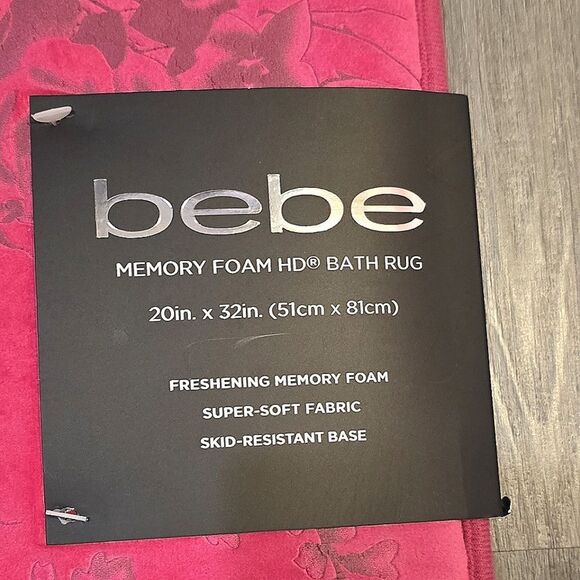 bebe
MEMORY FOAM HD® BATH RUG
20in. x 32in. (51cm x 81cm)
FRESHENING MEMORY FOAM
SUPER-SOFT FABRIC
SKID-RESISTANT BASE